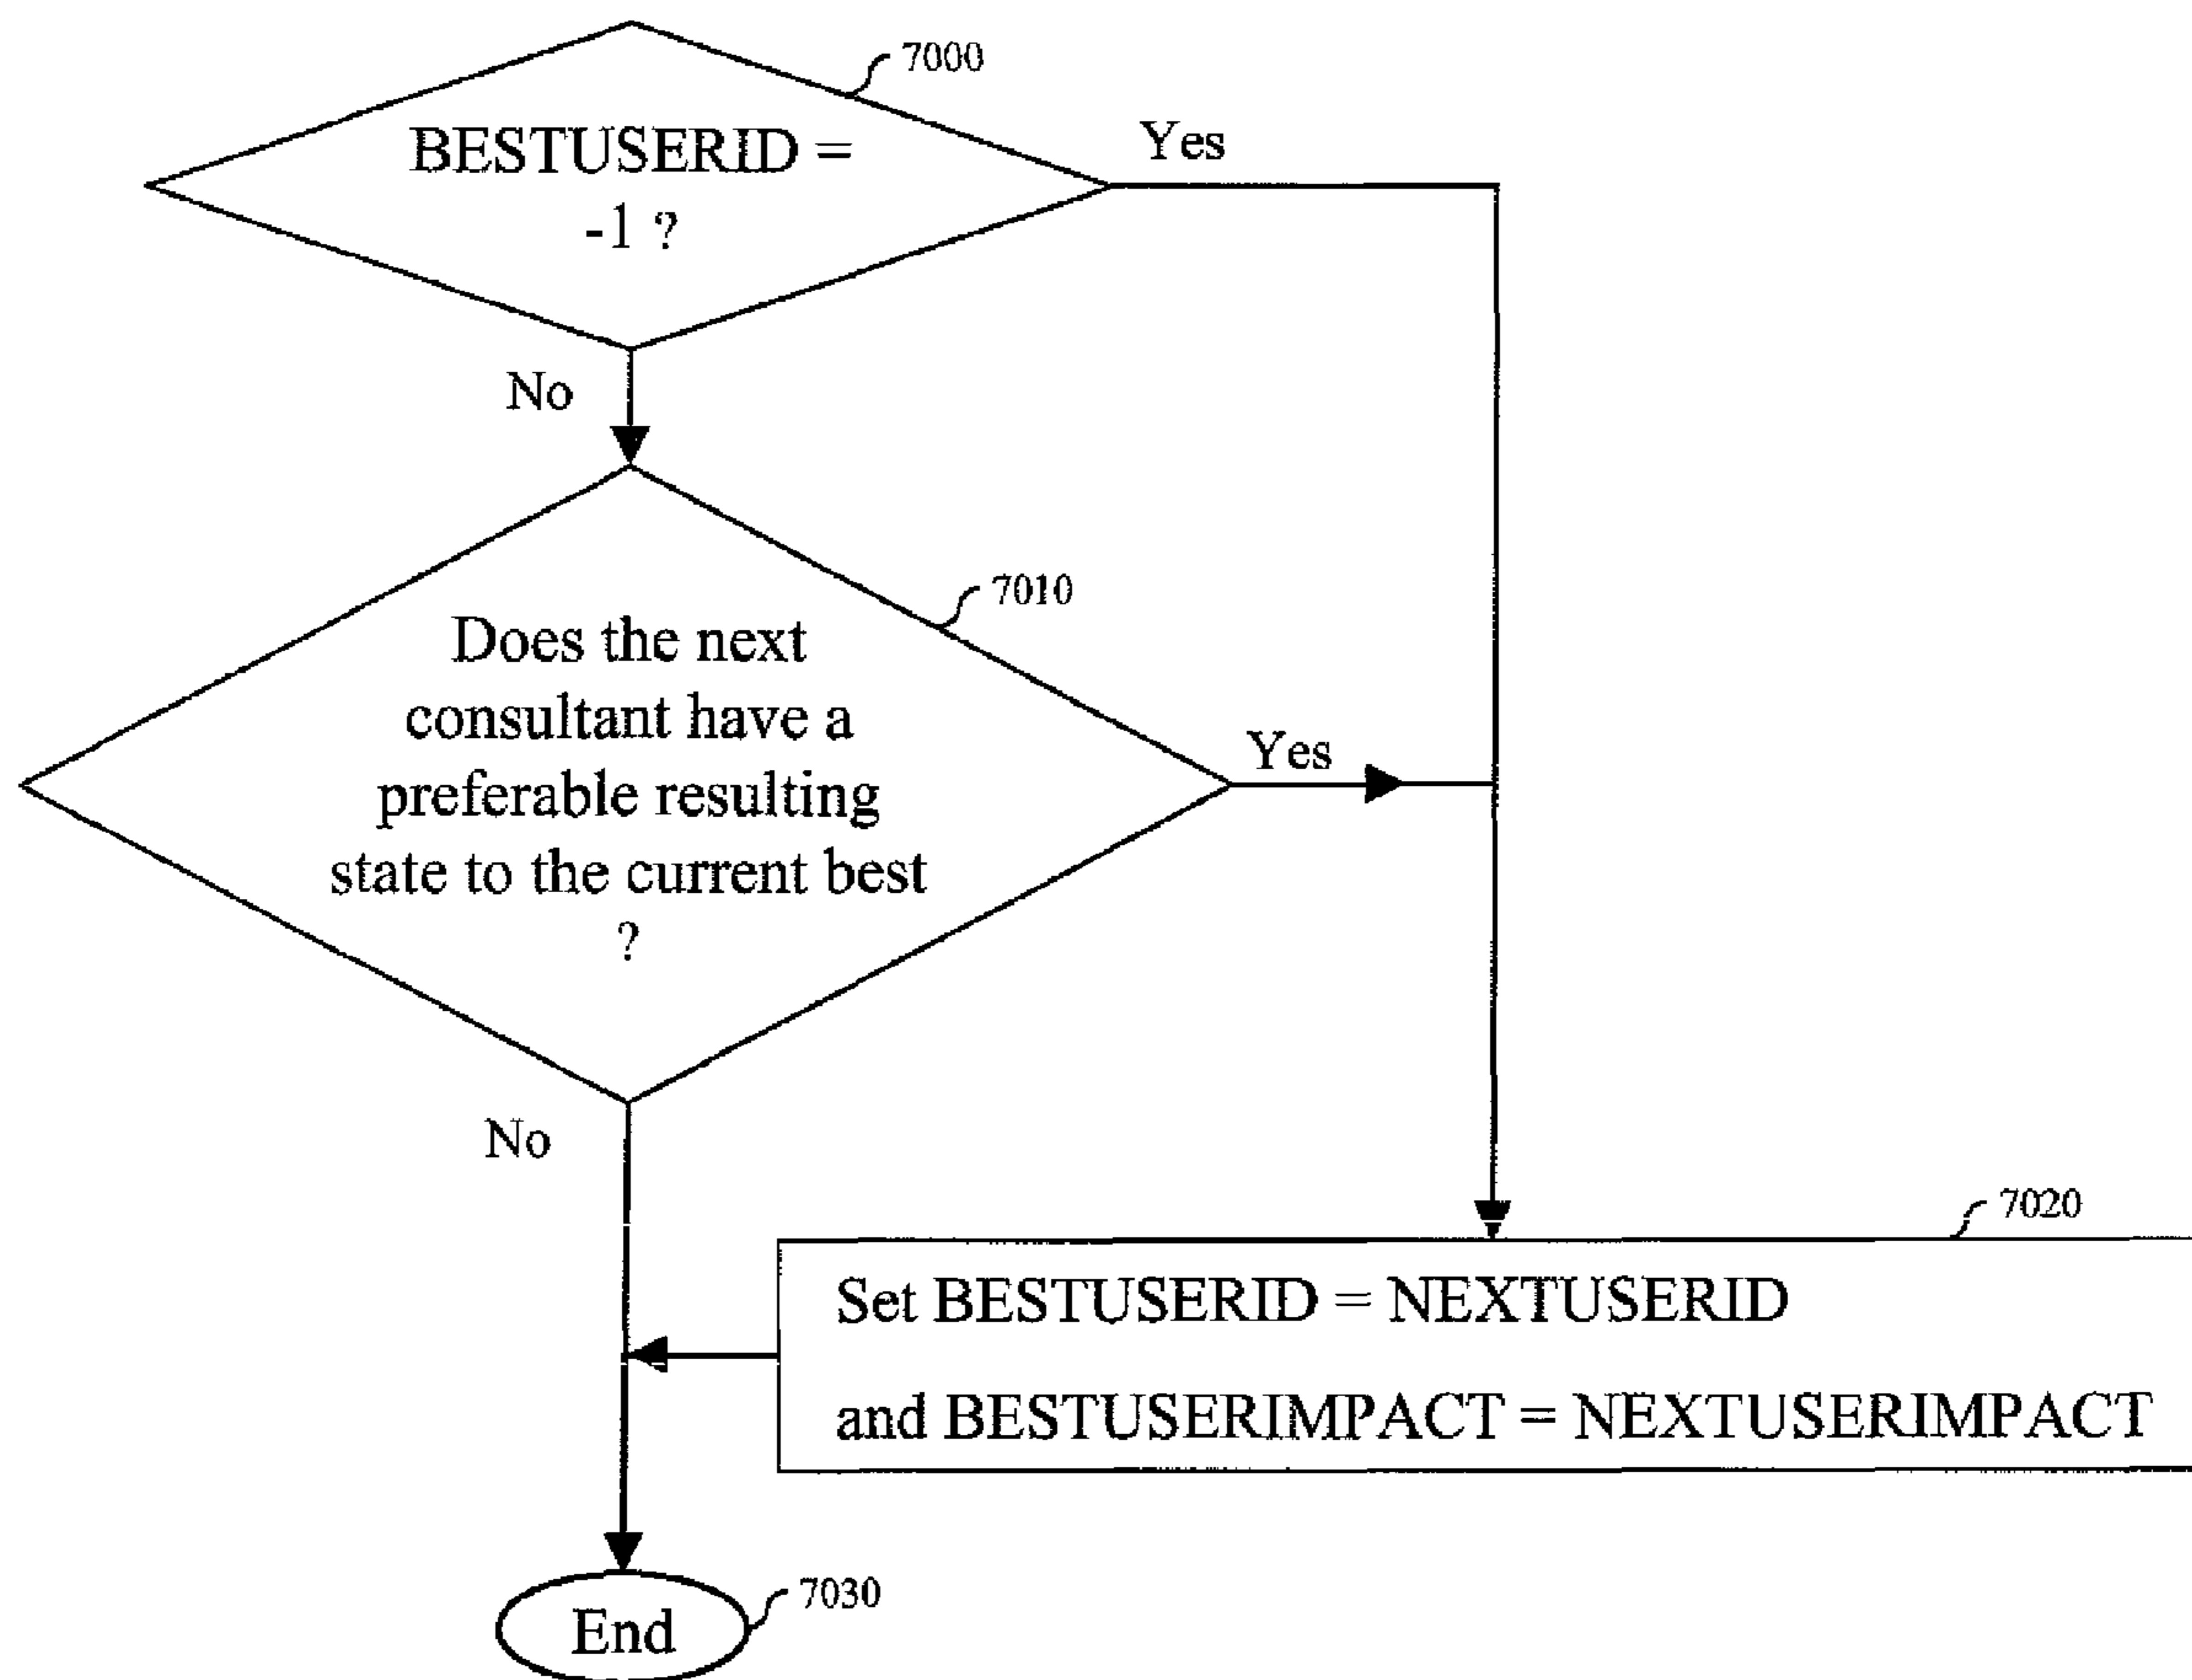 7000
BESTUSERID =
-1 ?
Yes
No
7010
Does the next
consultant have a
preferable resulting
state to the current best
?
Yes
No
7020
Set BESTUSERID = NEXTUSERID
and BESTUSERIMPACT = NEXTUSERIMPACT
End
7030